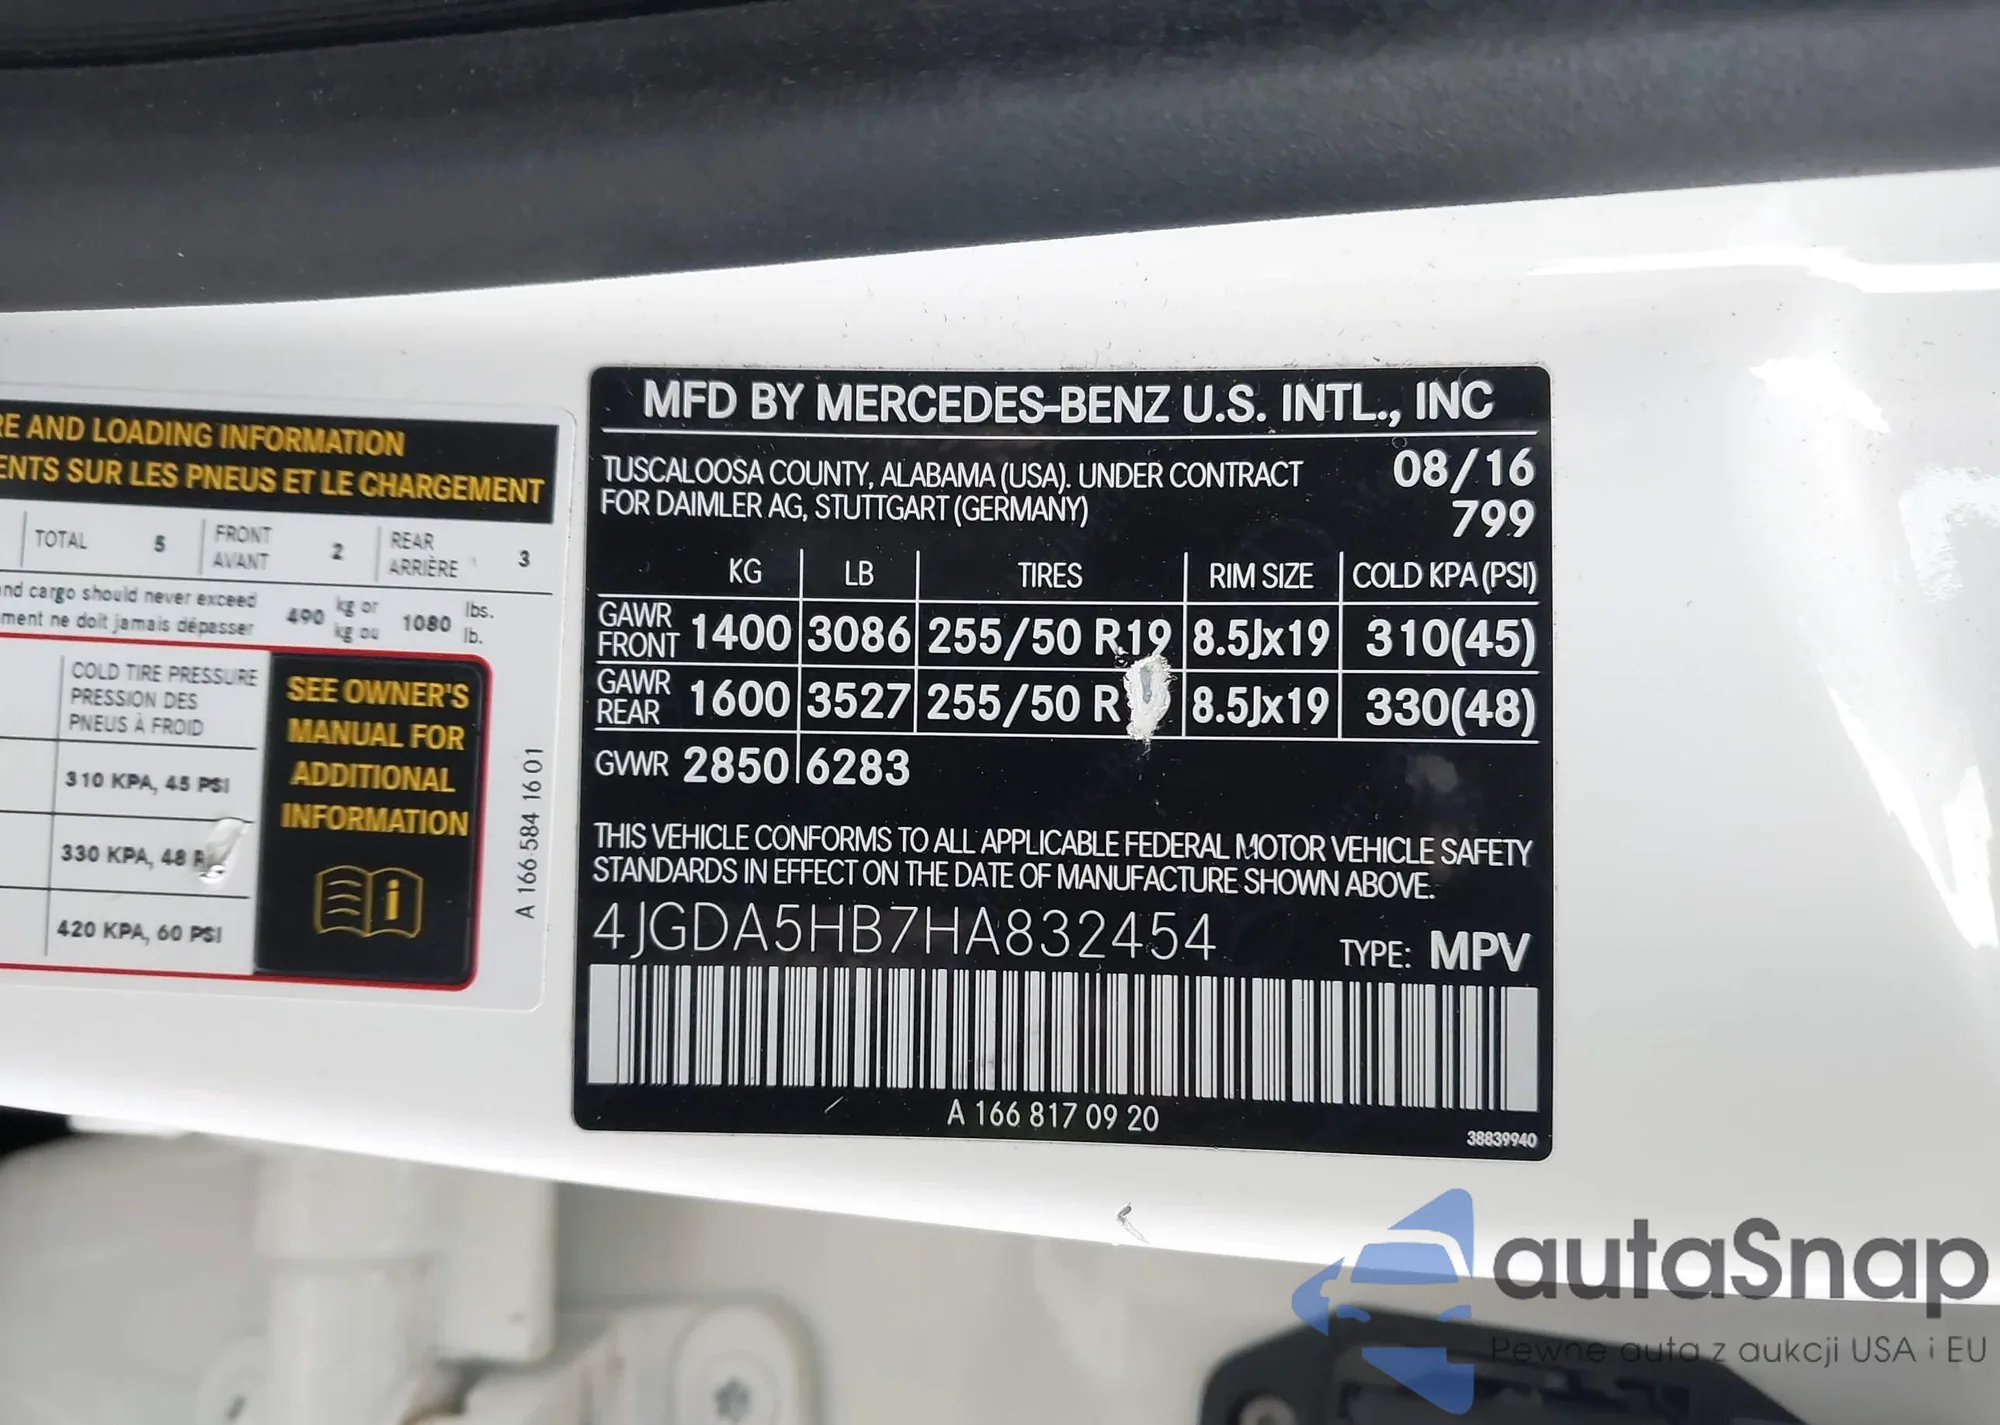 RE AND LOADING INFORMATION
ENTS SUR LES PNEUS ET LE CHARGEMENT
TOTAL 5 FRONT AVANT 2 REAR ARRIÈRE 3
and cargo should never exceed
ment ne doit jamais dépasser
490 kg or 1080 lbs.
kg ou lb.
COLD TIRE PRESSURE
PRESSION DES
PNEUS À FROID
310 KPA, 45 PSI
330 KPA, 48
420 KPA, 60 PSI
SEE OWNER'S
MANUAL FOR
ADDITIONAL
INFORMATION
i
A 166 584 16 01
MFD BY MERCEDES-BENZ U.S. INTL., INC
TUSCALOOSA COUNTY, ALABAMA (USA). UNDER CONTRACT
FOR DAIMLER AG, STUTTGART (GERMANY)
08/16
799
KG LB TIRES RIM SIZE COLD KPA (PSI)
GAWR FRONT 1400 3086 255/50 R19 8.5Jx19 310(45)
GAWR REAR 1600 3527 255/50 R 8.5Jx19 330(48)
GVWR 2850 6283
THIS VEHICLE CONFORMS TO ALL APPLICABLE FEDERAL MOTOR VEHICLE SAFETY
STANDARDS IN EFFECT ON THE DATE OF MANUFACTURE SHOWN ABOVE.
4JGDA5HB7HA832454 TYPE: MPV
A 166 817 09 20
38839940
autaSnap
Pewne auta z aukcji USA i EU